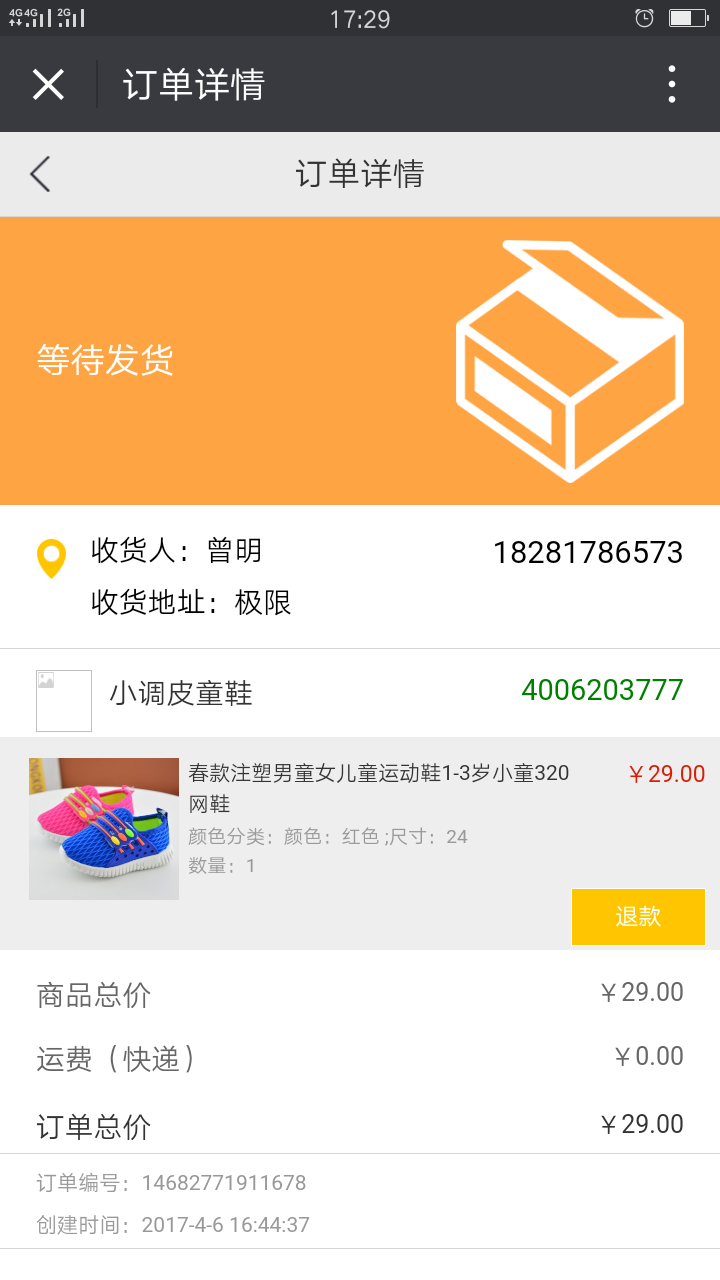 4G 4G 2G 17:29
订单详情
订单详情
等待发货
收货人：曾明 18281786573
收货地址：极限
小调皮童鞋 4006203777
春款注塑男童女儿童运动鞋1-3岁小童320 ￥29.00
网鞋
颜色分类：颜色：红色 ;尺寸：24
数量：1
退款
商品总价 ￥29.00
运费（快递） ￥0.00
订单总价 ￥29.00
订单编号：14682771911678
创建时间：2017-4-6 16:44:37